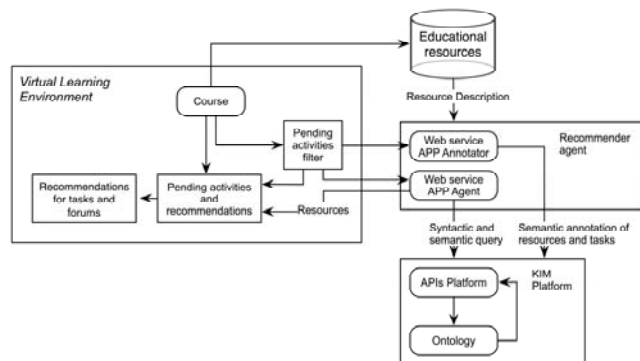 Educational
resources
Virtual Learning
Environment
Course
Resource Description
Pending
activities
filter
Web service
APP Annotator
Recommender
agent
Recommendations
for tasks and
forums
Pending activities
and
recommendations
Web service
APP Agent
Resources
Syntactic and
semantic query
Semantic annotation of
resources and tasks
KIM
Platform
APIs Platform
Ontology